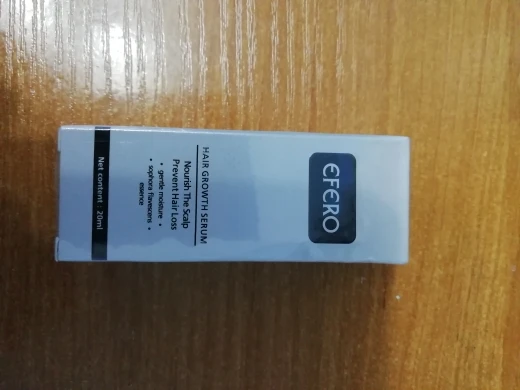 EFERO
HAIR GROWTH SERUM
Nourish The Scalp
Prevent Hair Loss
• gentle moisture •
• sophora flavescens •
essence
Net content : 20ml